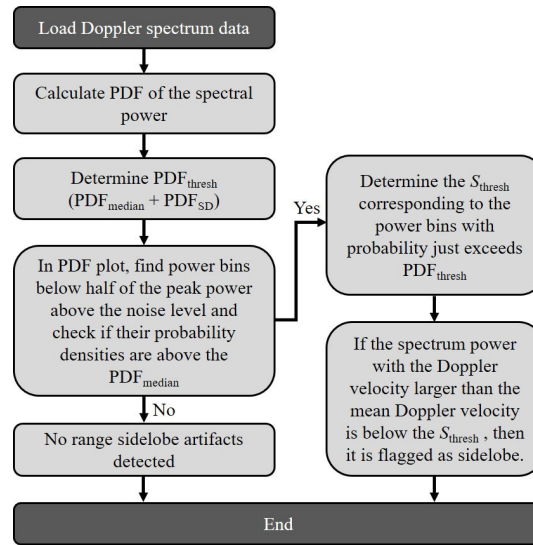 Load Doppler spectrum data
Calculate PDF of the spectral
power
Determine PDFthresh
(PDFmedian + PDFSD)
In PDF plot, find power bins
below half of the peak power
above the noise level and
check if their probability
densities are above the
PDFmedian
Yes
No
No range sidelobe artifacts
detected
Determine the Sthresh
corresponding to the
power bins with
probability just exceeds
PDFthresh
If the spectrum power
with the Doppler
velocity larger than the
mean Doppler velocity
is below the Sthresh , then
it is flagged as sidelobe.
End